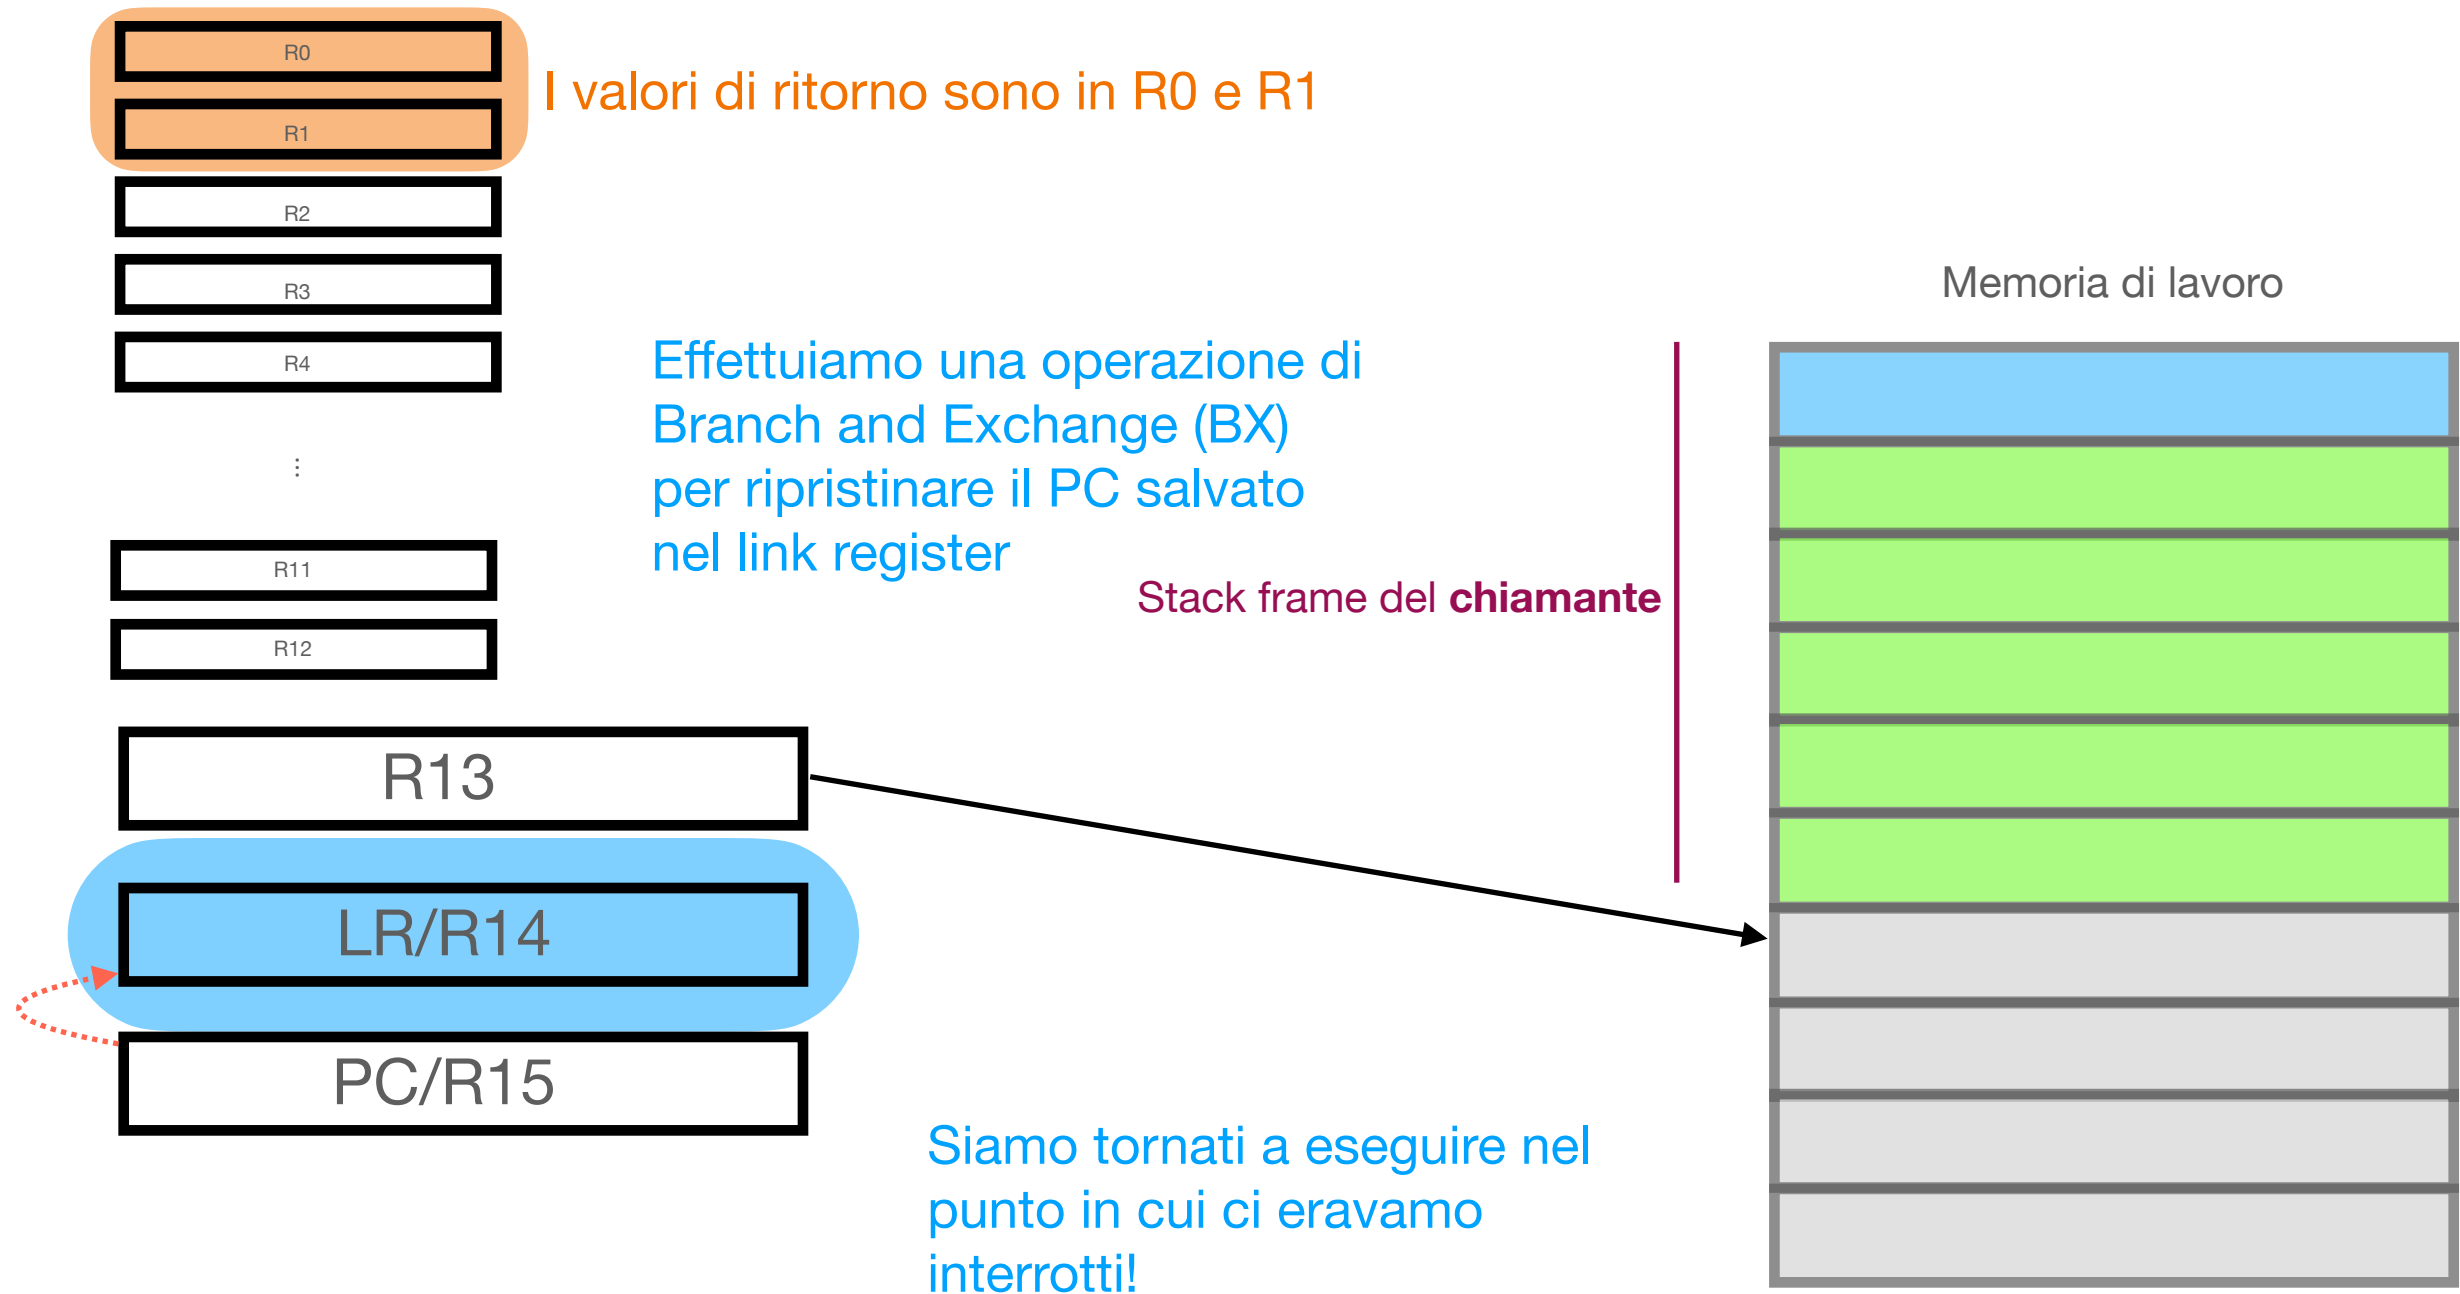 R0
I valori di ritorno sono in R0 e R1
R1
R2
R3
R4
⋮
R11
R12
R13
LR/R14
PC/R15
Effettuiamo una operazione di
Branch and Exchange (BX)
per ripristinare il PC salvato
nel link register
Stack frame del chiamante
Memoria di lavoro
Siamo tornati a eseguire nel
punto in cui ci eravamo
interrotti!